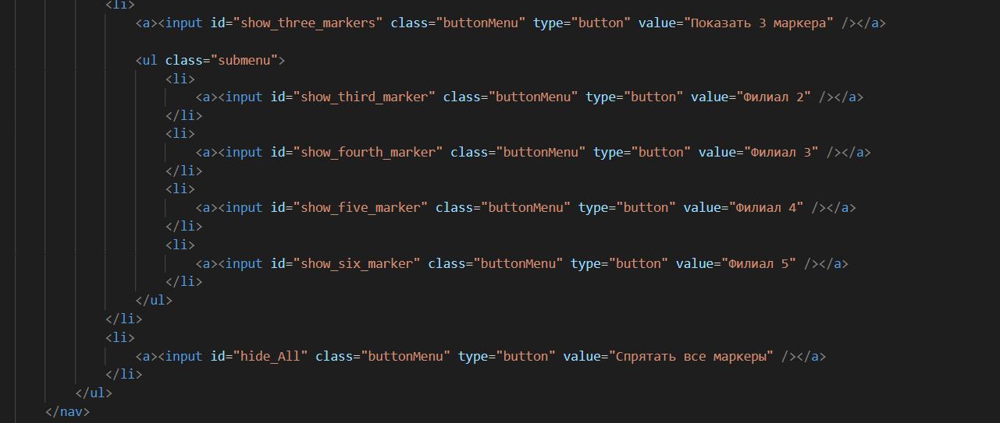 <li>
<a><input id="show_three_markers" class="buttonMenu" type="button" value="Показать 3 маркера" /></a>
<ul class="submenu">
<li>
<a><input id="show_third_marker" class="buttonMenu" type="button" value="Филиал 2" /></a>
</li>
<li>
<a><input id="show_fourth_marker" class="buttonMenu" type="button" value="Филиал 3" /></a>
</li>
<li>
<a><input id="show_five_marker" class="buttonMenu" type="button" value="Филиал 4" /></a>
</li>
<li>
<a><input id="show_six_marker" class="buttonMenu" type="button" value="Филиал 5" /></a>
</li>
</ul>
</li>
<li>
<a><input id="hide_All" class="buttonMenu" type="button" value="Спрятать все маркеры" /></a>
</li>
</ul>
</nav>